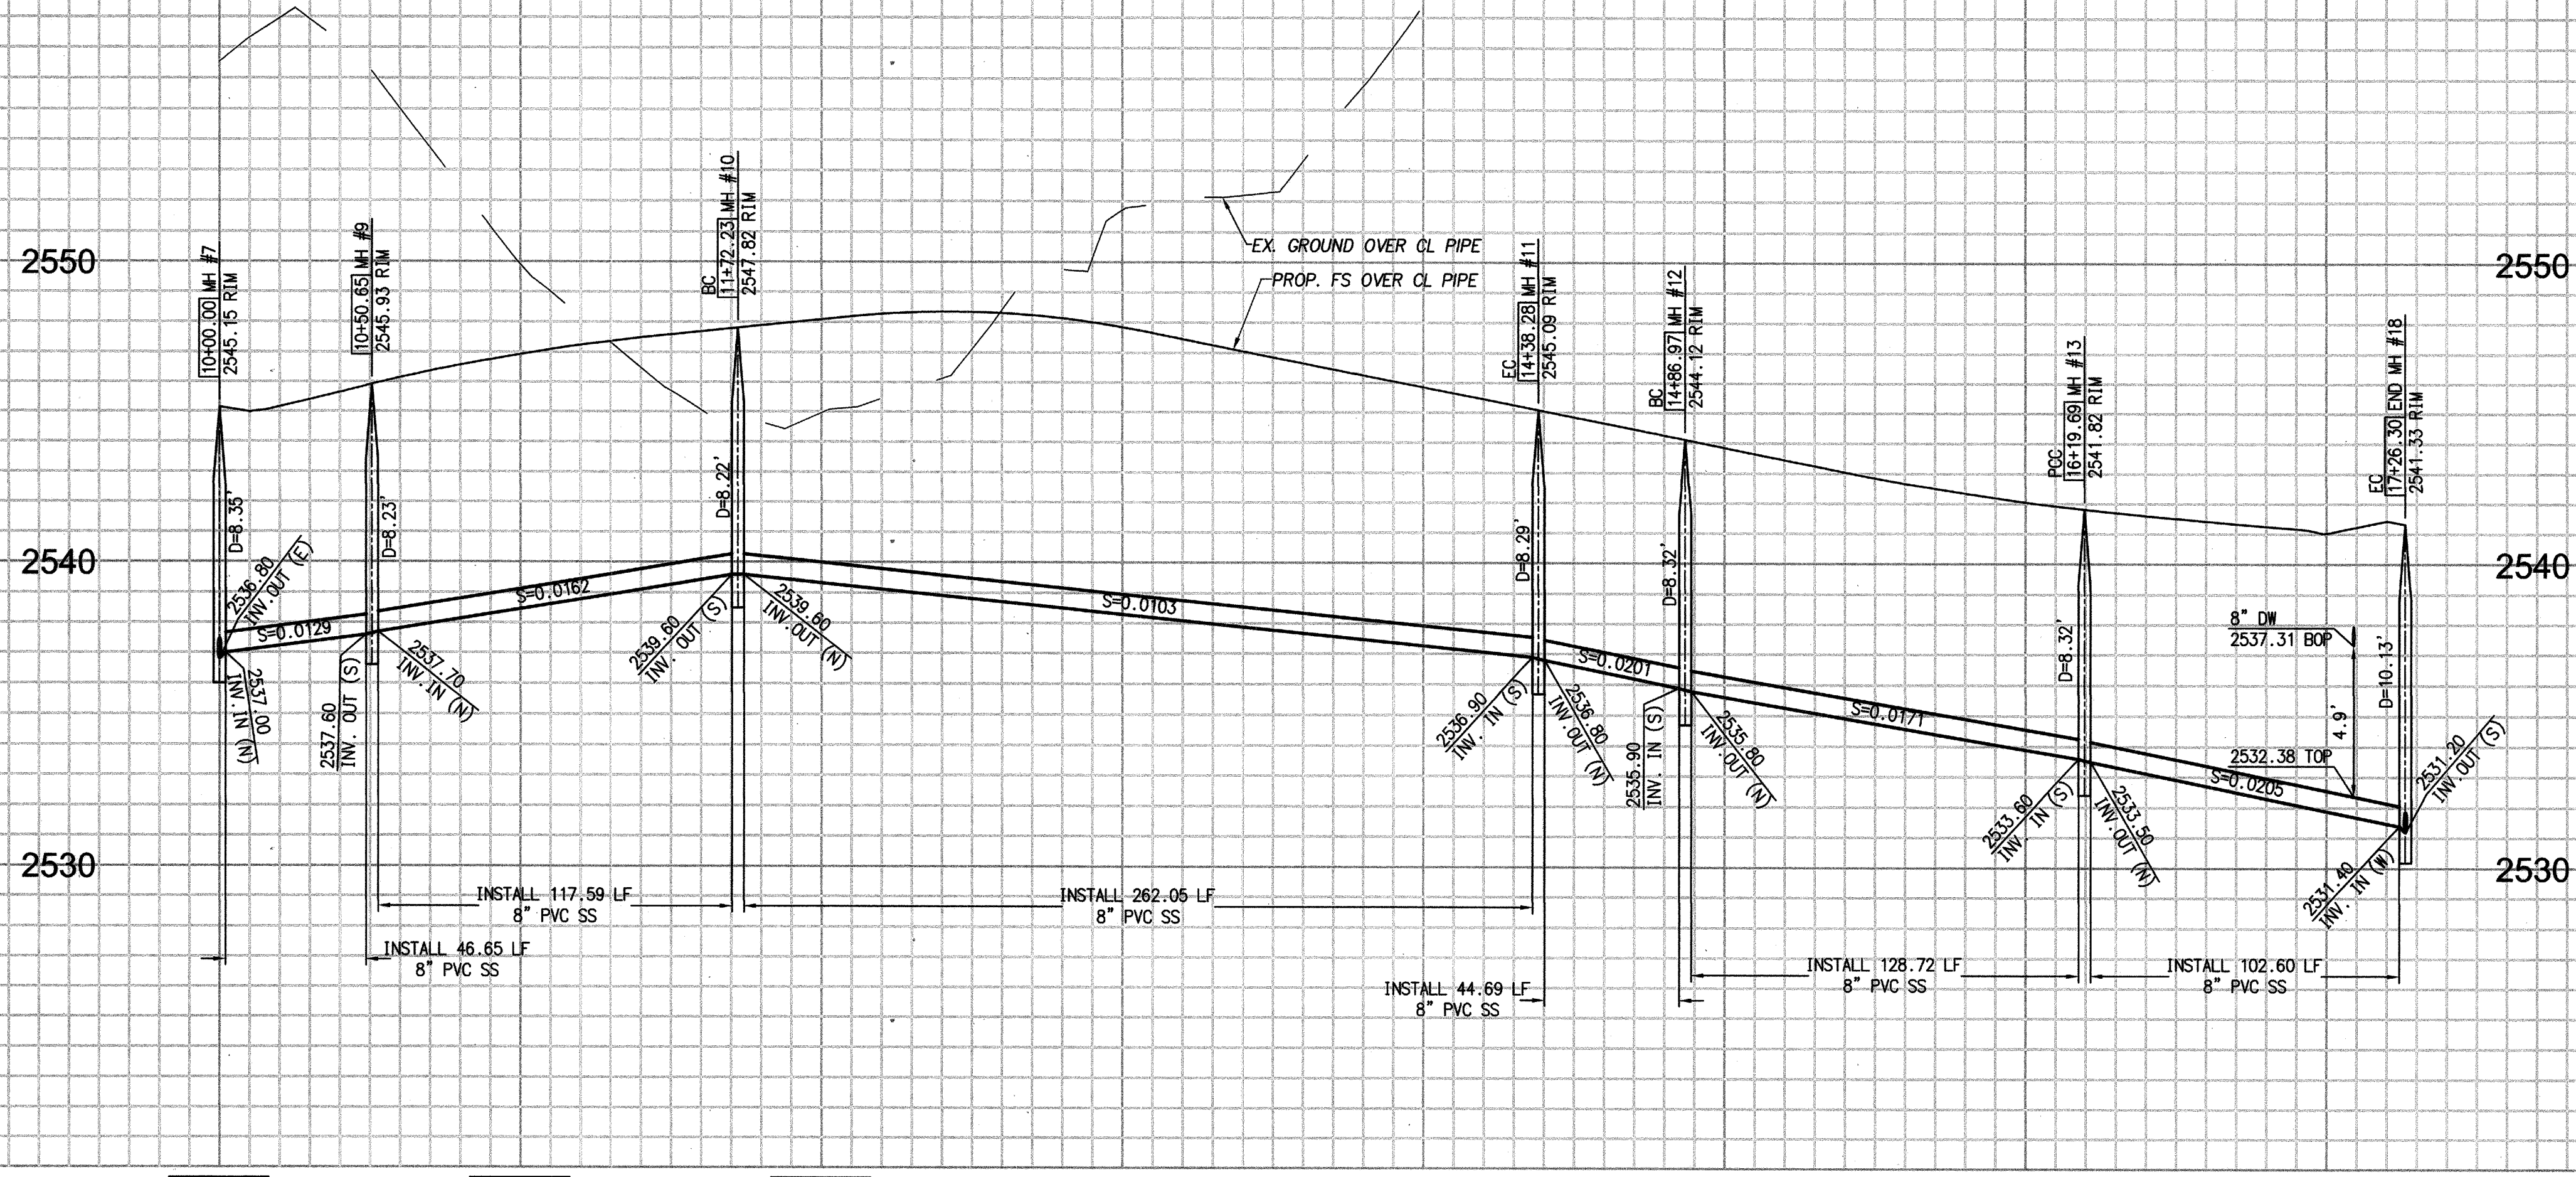 10+00.00 MH #7
2545.15 RIM
10+50.65 MH #9
2545.93 RIM
BC
11+72.23 MH #10
2547.82 RIM
EX. GROUND OVER CL PIPE
PROP. FS OVER CL PIPE
EC
14+38.28 MH #11
2545.09 RIM
BC
14+86.97 MH #12
2544.12 RIM
PCC
16+19.69 MH #13
2541.82 RIM
EC
17+26.30 END MH #18
2541.33 RIM
2550
2550
D=8.35'
D=8.23'
D=8.22'
D=8.29'
D=8.32'
D=8.32'
D=10.13'
2540
2540
2536.80
INV.OUT (E)
S=0.0129
2537.00
INV.IN (N)
2537.60
INV. OUT (S)
2537.70
INV.IN (N)
S=0.0162
2539.60
INV. OUT (S)
2539.60
INV.OUT (N)
S=0.0103
2536.90
INV. IN (S)
2536.80
INV.OUT (N)
S=0.0201
2535.90
INV. IN (S)
2535.80
INV.OUT (N)
S=0.0171
2533.60
INV. IN (S)
2533.50
INV.OUT (N)
8" DW
2537.31 BOP
4.9'
2532.38 TOP
S=0.0205
2531.40
INV. IN (W)
2531.20
INV.OUT (S)
2530
2530
INSTALL 117.59 LF
8" PVC SS
INSTALL 262.05 LF
8" PVC SS
INSTALL 46.65 LF
8" PVC SS
INSTALL 44.69 LF
8" PVC SS
INSTALL 128.72 LF
8" PVC SS
INSTALL 102.60 LF
8" PVC SS